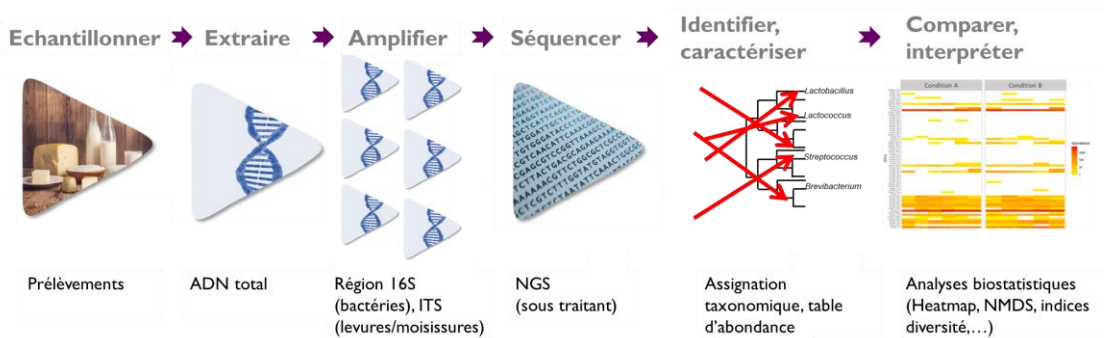 Echantillonner
Extraire
Amplifier
Séquencer
Identifier,
caractériser
Comparer,
interpréter
Lactobacillus
Lactococcus
Streptococcus
Brevibacterium
Condition A
Condition B
Prélèvements
ADN total
Région 16S
(bactéries), ITS
(levures/moisissures)
NGS
(sous traitant)
Assignation
taxonomique, table
d'abondance
Analyses biostatistiques
(Heatmap, NMDS, indices
diversité,…)